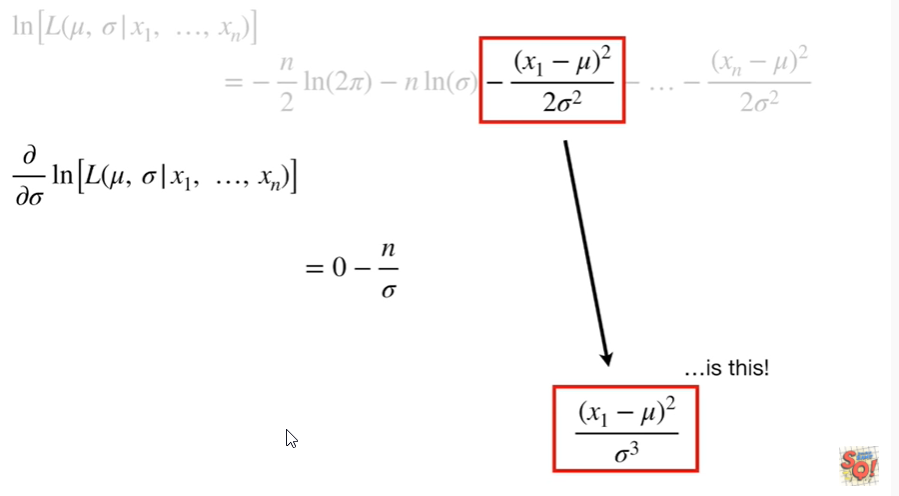 ln[L(μ, σ|x₁, …, xₙ)]
= − n/2 ln(2π) − n ln(σ) − (x₁ − μ)²/2σ² − … − (xₙ − μ)²/2σ²
∂/∂σ ln[L(μ, σ|x₁, …, xₙ)]
= 0 − n/σ
…is this!
(x₁ − μ)²/σ³
SQ!